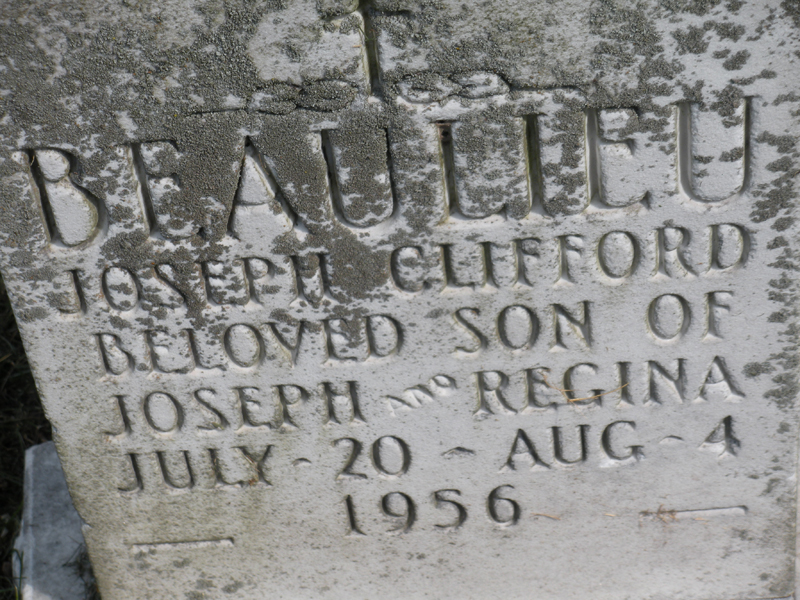 BEAULIEU
JOSEPH CLIFFORD
BELOVED SON OF
JOSEPH AND REGINA
JULY - 20 - AUG - 4
1956